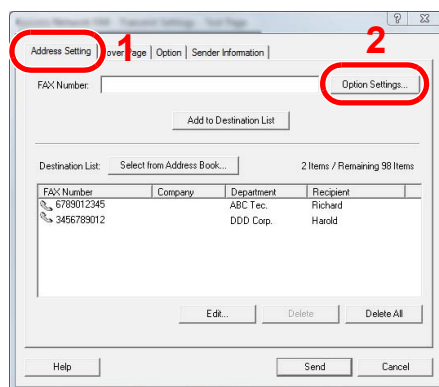 2
Address Setting 1 over Page Option Sender Information
FAX Number: Option Settings...
Add to Destination List
Destination List: Select from Address Book... 2 Items / Remaining 98 Items
FAX Number Company Department Recipient
6789012345 ABC Tec. Richard
3456789012 DDD Corp. Harold
Edit... Delete Delete All
Help Send Cancel